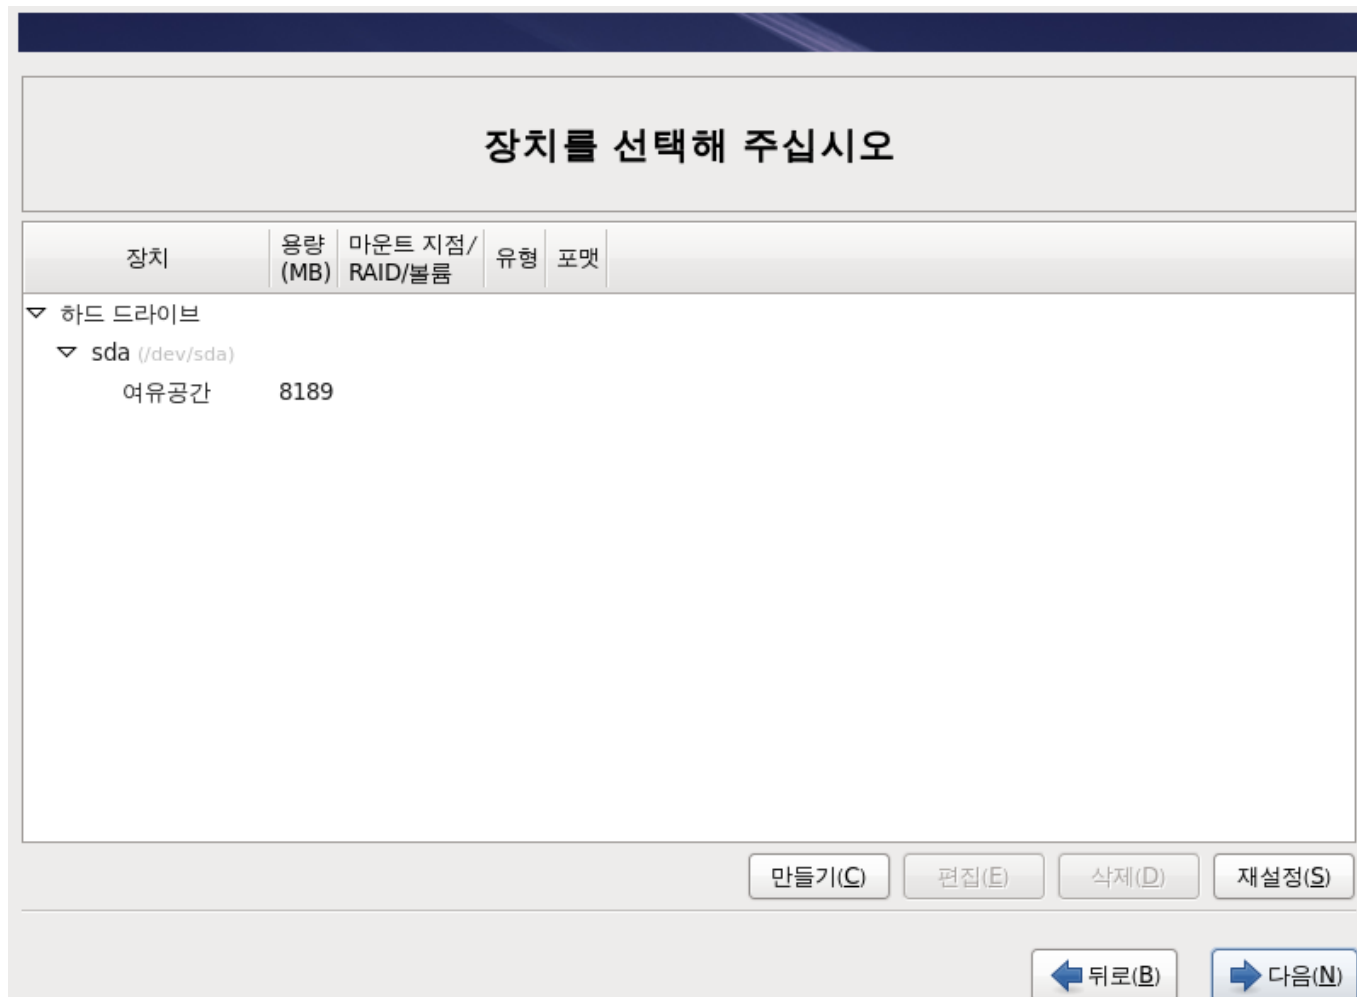 장치를 선택해 주십시오
장치 용량 (MB) 마운트 지점/ RAID/볼륨 유형 포맷
하드 드라이브
sda (/dev/sda)
여유공간 8189
만들기(C) 편집(E) 삭제(D) 재설정(S)
뒤로(B) 다음(N)